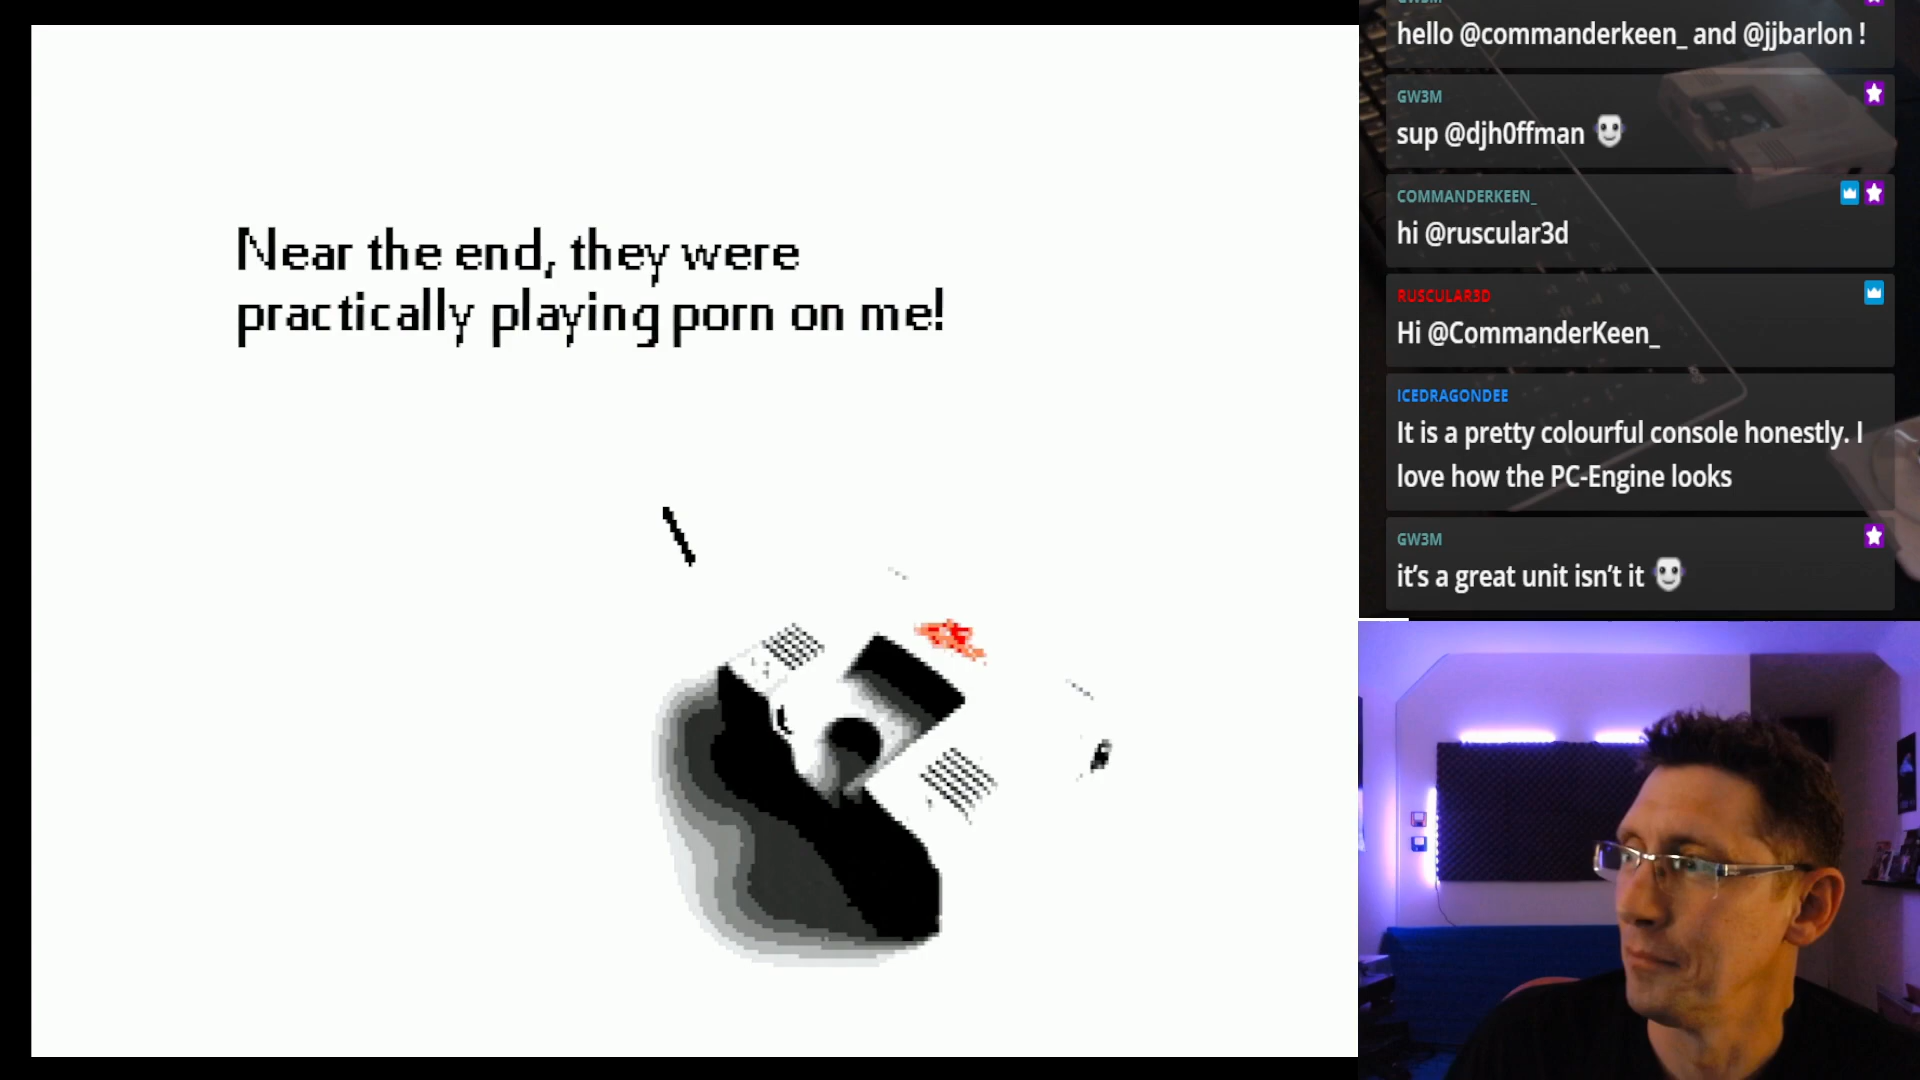 Near the end, they were
practically playing porn on me!
hello @commanderkeen_ and @jjbarlon !
GW3M
sup @djh0ffman
COMMANDERKEEN_
hi @ruscular3d
RUSCULAR3D
Hi @CommanderKeen_
ICEDRAGONDEE
It is a pretty colourful console honestly. I
love how the PC-Engine looks
GW3M
it's a great unit isn't it